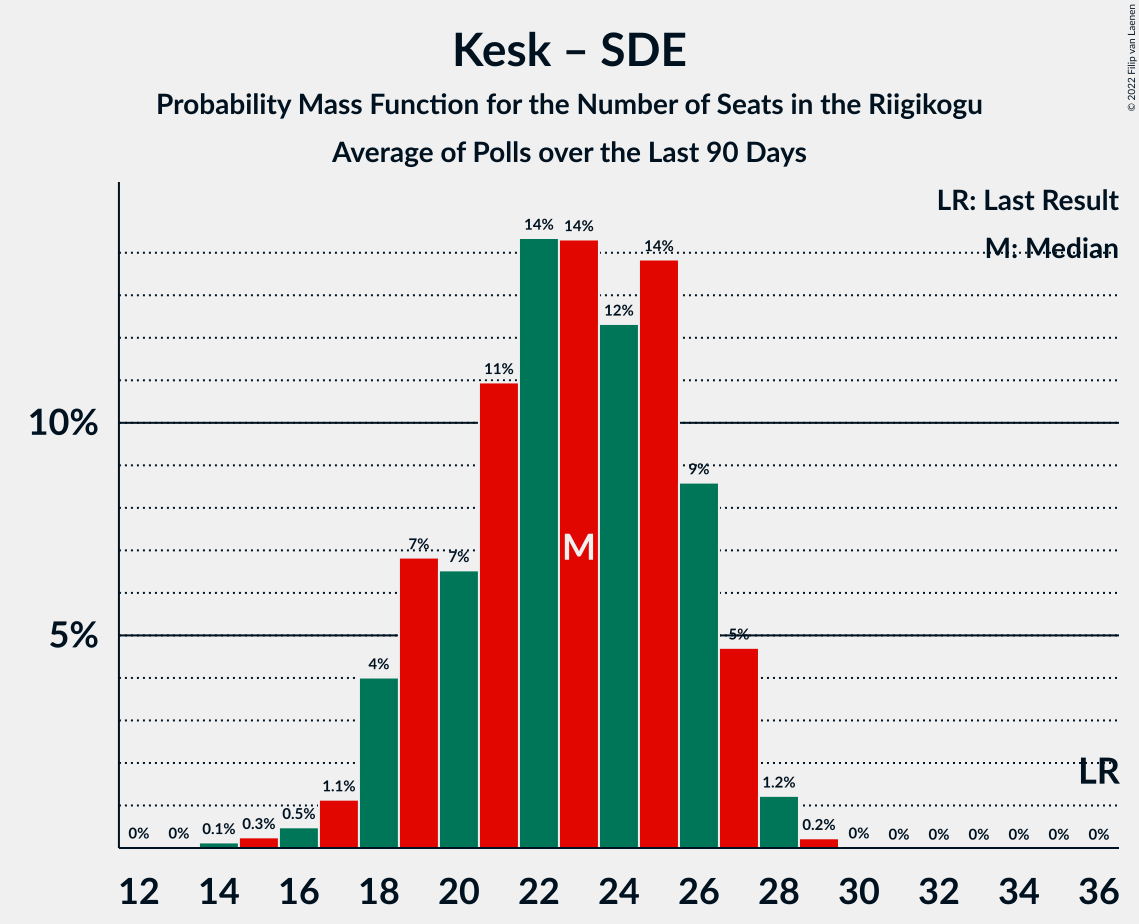 Kesk – SDE
Probability Mass Function for the Number of Seats in the Riigikogu
Average of Polls over the Last 90 Days
© 2022 Filip van Laenen
LR: Last Result
M: Median
14% 14% 14%
12%
11%
10%
9%
7% 7%
M
5% 5%
4%
LR
0% 0% 0.1% 0.3% 0.5% 1.1% 1.2% 0.2% 0% 0% 0% 0% 0% 0% 0%
12 14 16 18 20 22 24 26 28 30 32 34 36